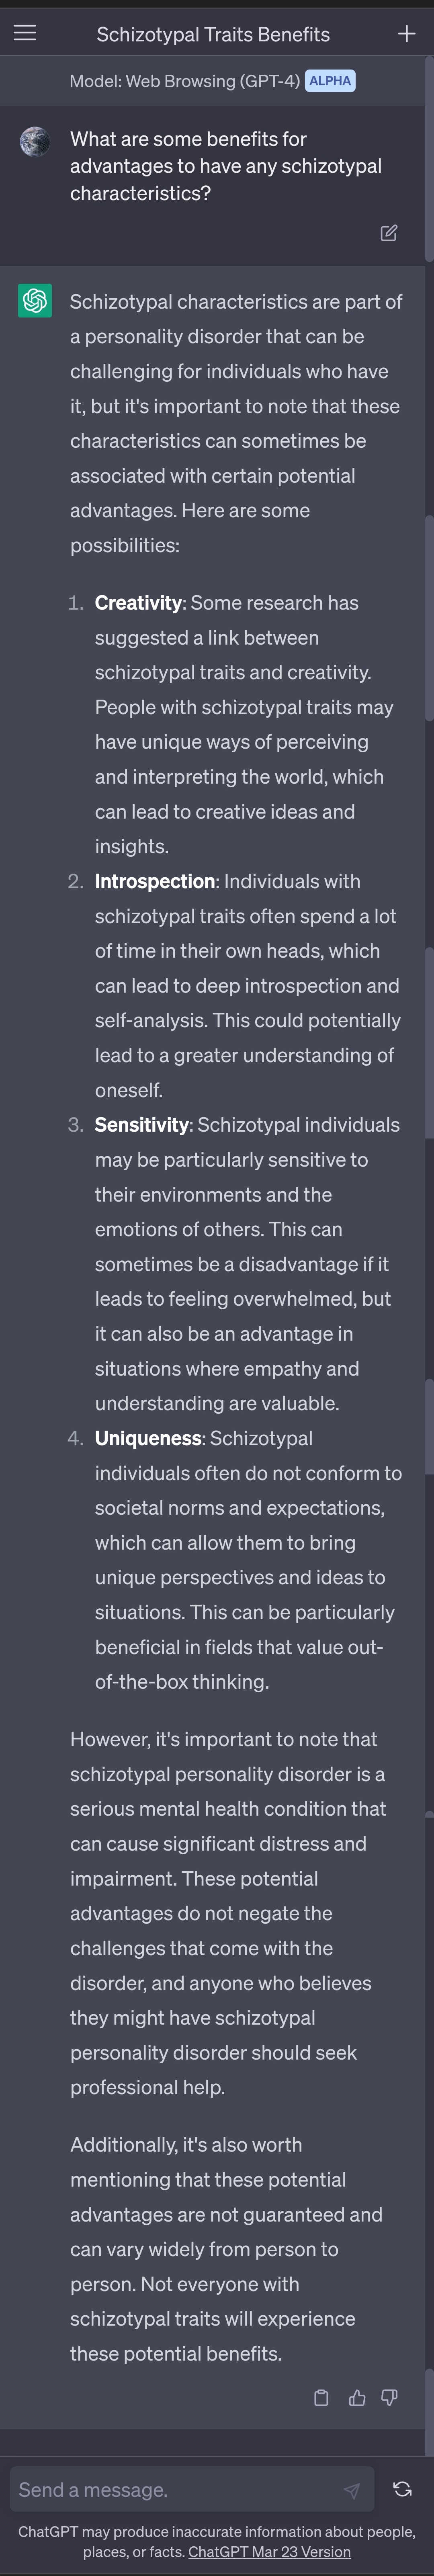 Schizotypal Traits Benefits
Model: Web Browsing (GPT-4) ALPHA
What are some benefits for
advantages to have any schizotypal
characteristics?
Schizotypal characteristics are part of
a personality disorder that can be
challenging for individuals who have
it, but it's important to note that these
characteristics can sometimes be
associated with certain potential
advantages. Here are some
possibilities:
1. Creativity: Some research has
suggested a link between
schizotypal traits and creativity.
People with schizotypal traits may
have unique ways of perceiving
and interpreting the world, which
can lead to creative ideas and
insights.
2. Introspection: Individuals with
schizotypal traits often spend a lot
of time in their own heads, which
can lead to deep introspection and
self-analysis. This could potentially
lead to a greater understanding of
oneself.
3. Sensitivity: Schizotypal individuals
may be particularly sensitive to
their environments and the
emotions of others. This can
sometimes be a disadvantage if it
leads to feeling overwhelmed, but
it can also be an advantage in
situations where empathy and
understanding are valuable.
4. Uniqueness: Schizotypal
individuals often do not conform to
societal norms and expectations,
which can allow them to bring
unique perspectives and ideas to
situations. This can be particularly
beneficial in fields that value out-
of-the-box thinking.
However, it's important to note that
schizotypal personality disorder is a
serious mental health condition that
can cause significant distress and
impairment. These potential
advantages do not negate the
challenges that come with the
disorder, and anyone who believes
they might have schizotypal
personality disorder should seek
professional help.
Additionally, it's also worth
mentioning that these potential
advantages are not guaranteed and
can vary widely from person to
person. Not everyone with
schizotypal traits will experience
these potential benefits.
Send a message.
ChatGPT may produce inaccurate information about people,
places, or facts. ChatGPT Mar 23 Version